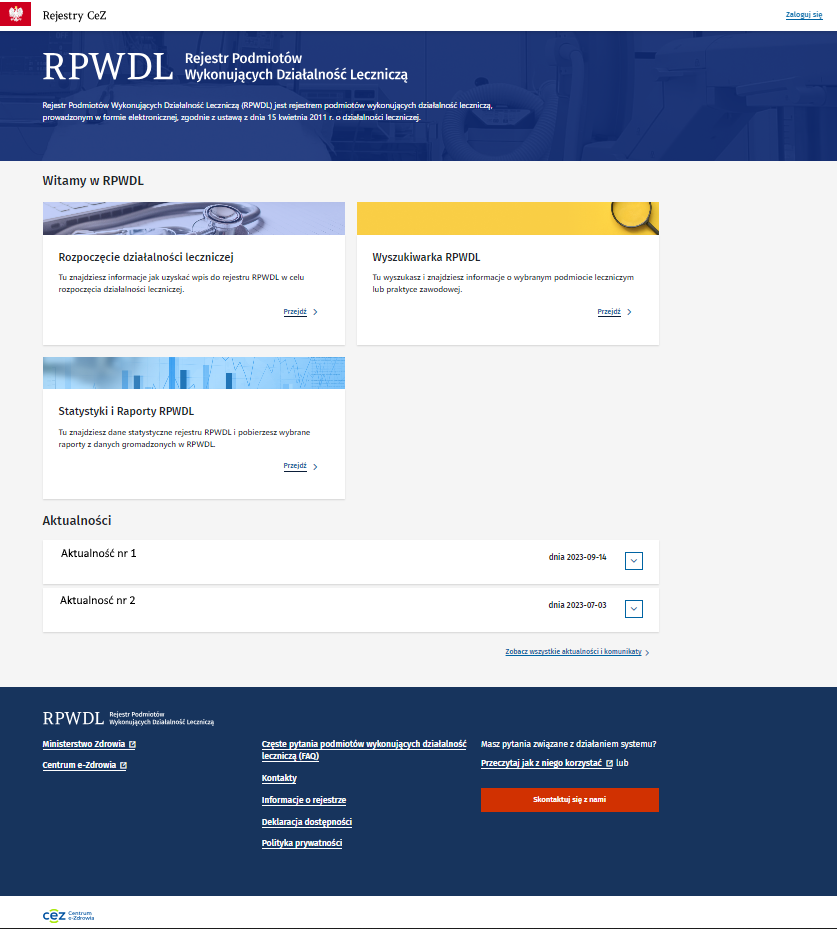 Rejestry CeZ
Zaloguj się
RPWDL
Rejestr Podmiotów
Wykonujących Działalność Leczniczą
Rejestr Podmiotów Wykonujących Działalność Leczniczą (RPWDL) jest rejestrem podmiotów wykonujących działalność leczniczą,
prowadzonym w formie elektronicznej, zgodnie z ustawą z dnia 15 kwietnia 2011 r. o działalności leczniczej.
Witamy w RPWDL
Rozpoczęcie działalności leczniczej
Tu znajdziesz informacje jak uzyskać wpis do rejestru RPWDL w celu
rozpoczęcia działalności leczniczej.
Przejdź
Wyszukiwarka RPWDL
Tu wyszukasz i znajdziesz informacje o wybranym podmiocie leczniczym
lub praktyce zawodowej.
Przejdź
Statystyki i Raporty RPWDL
Tu znajdziesz dane statystyczne rejestru RPWDL i pobierzesz wybrane
raporty z danych gromadzonych w RPWDL.
Przejdź
Aktualności
Aktualność nr 1
dnia 2023-09-14
Aktualnosć nr 2
dnia 2023-07-03
Zobacz wszystkie aktualności i komunikaty
RPWDL
Rejestr Podmiotów
Wykonujących Działalność Leczniczą
Ministerstwo Zdrowia
Centrum e-Zdrowia
Częste pytania podmiotów wykonujących działalność
leczniczą (FAQ)
Kontakty
Informacje o rejestrze
Deklaracja dostępności
Polityka prywatności
Masz pytania związane z działaniem systemu?
Przeczytaj jak z niego korzystać lub
Skontaktuj się z nami
cez Centrum
e-Zdrowia